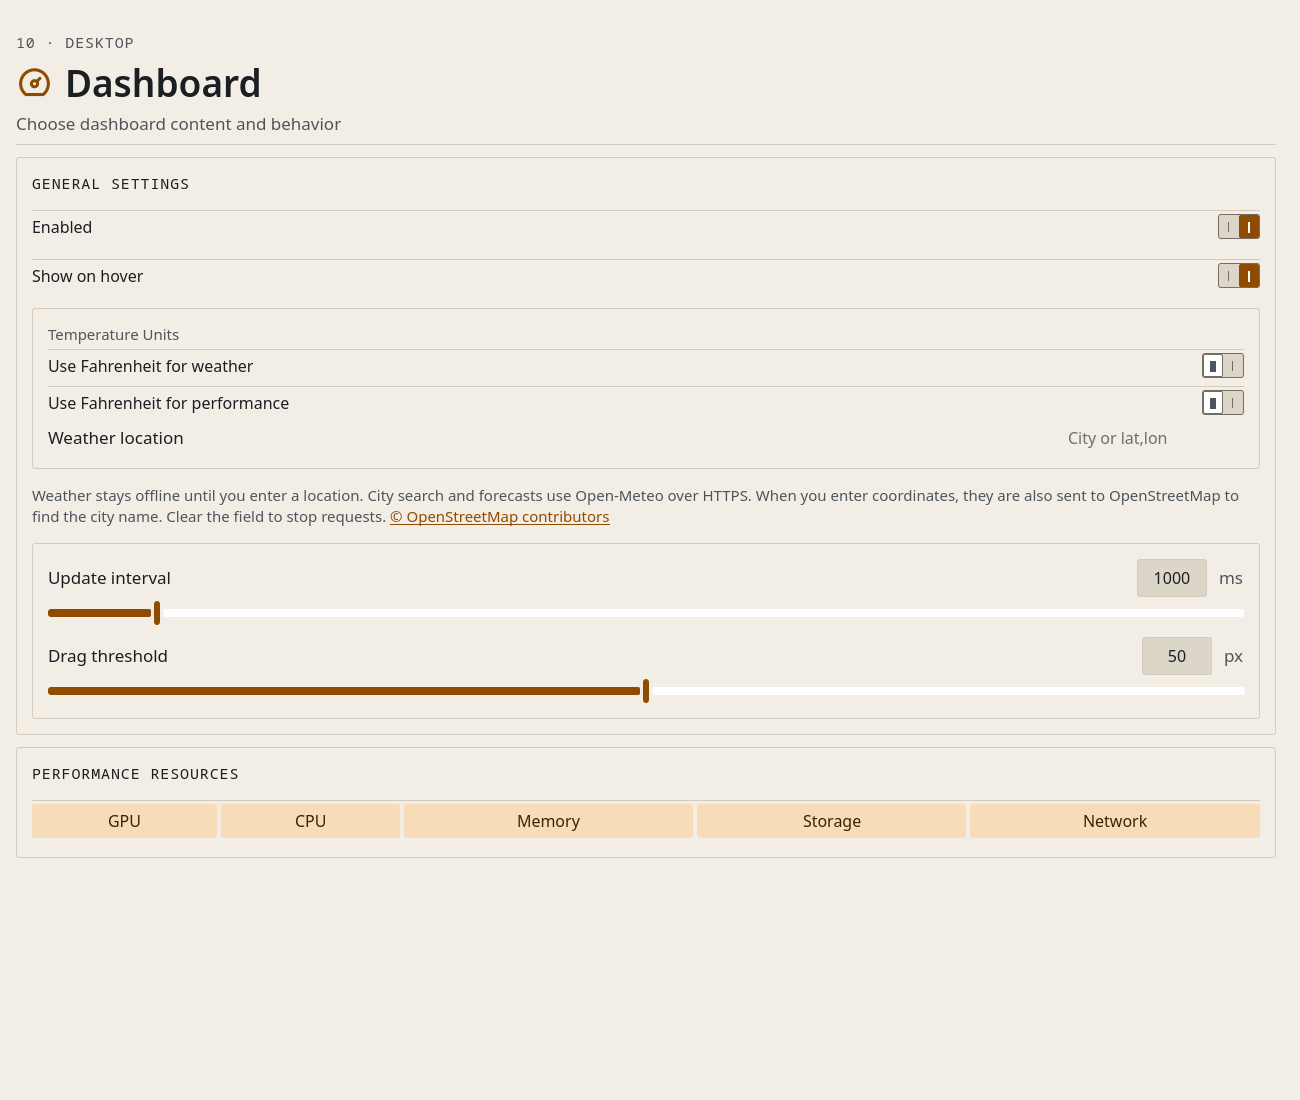 10 · DESKTOP
Dashboard
Choose dashboard content and behavior
GENERAL SETTINGS
Enabled
Show on hover
Temperature Units
Use Fahrenheit for weather
Use Fahrenheit for performance
Weather location City or lat,lon
Weather stays offline until you enter a location. City search and forecasts use Open-Meteo over HTTPS. When you enter coordinates, they are also sent to OpenStreetMap to
find the city name. Clear the field to stop requests. © OpenStreetMap contributors
Update interval 1000 ms
Drag threshold 50 px
PERFORMANCE RESOURCES
GPU CPU Memory Storage Network